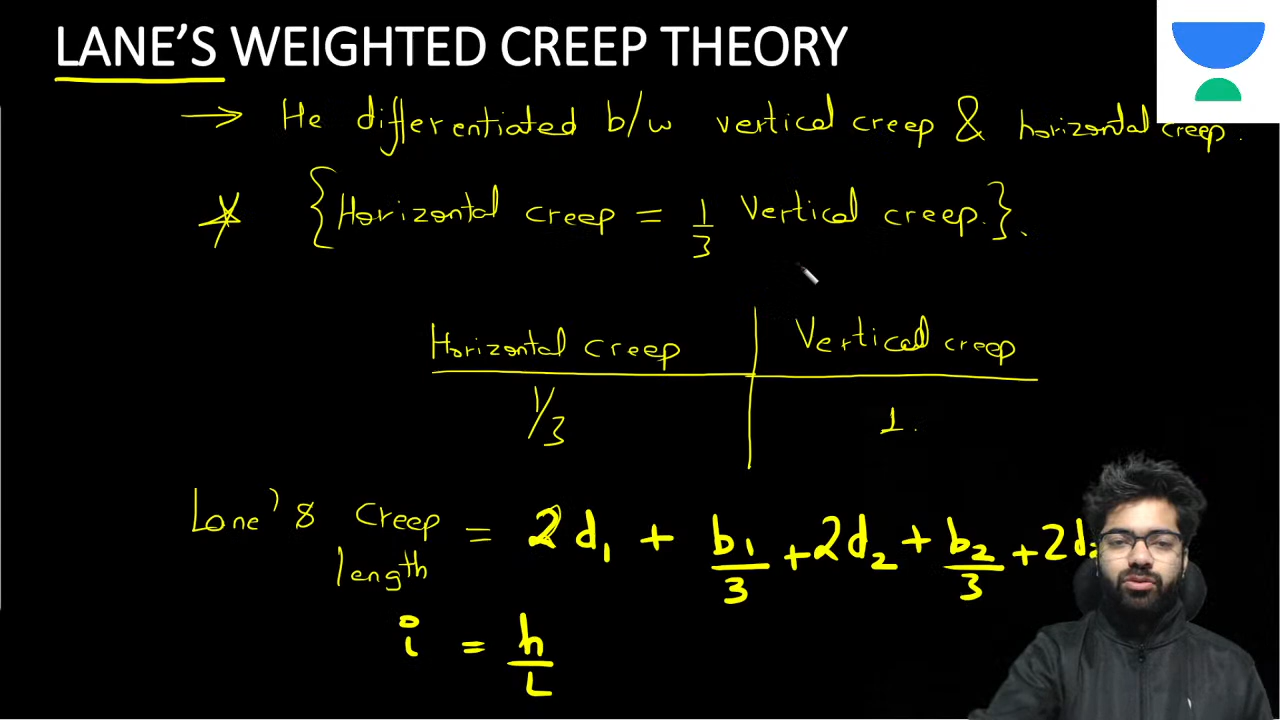 LANE'S WEIGHTED CREEP THEORY
→ He differentiated b/w vertical creep & horizontal creep.
* {Horizontal creep = 1/3 Vertical creep.}.
Horizontal creep | Vertical creep
1/3 | 1.
Lane's creep length = 2d₁ + b₁/3 + 2d₂ + b₂/3 + 2d
i = h/L